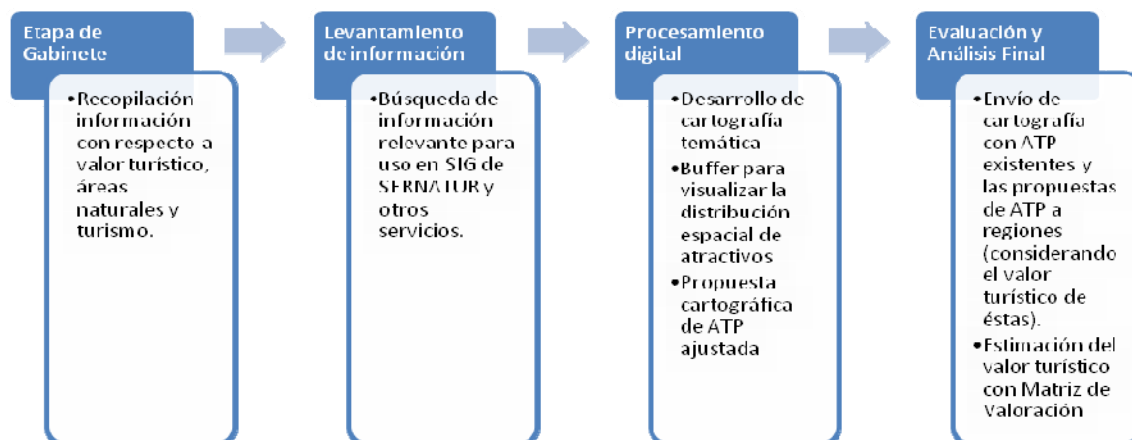 Etapa de
Gabinete
•Recopilación
información
con respecto a
valor turístico,
áreas
naturales y
turismo.
Levantamiento
de información
•Búsqueda de
información
relevante para
uso en SIG de
SERNATUR y
otros
servicios.
Procesamiento
digital
•Desarrollo de
cartografía
temática
•Buffer para
visualizar la
distribución
espacial de
atractivos
•Propuesta
cartográfica
de ATP
ajustada
Evaluación y
Análisis Final
•Envío de
cartografía
con ATP
existentes y
las propuestas
de ATP a
regiones
(considerando
el valor
turístico de
éstas).
•Estimación del
valor turístico
con Matriz de
Valoración